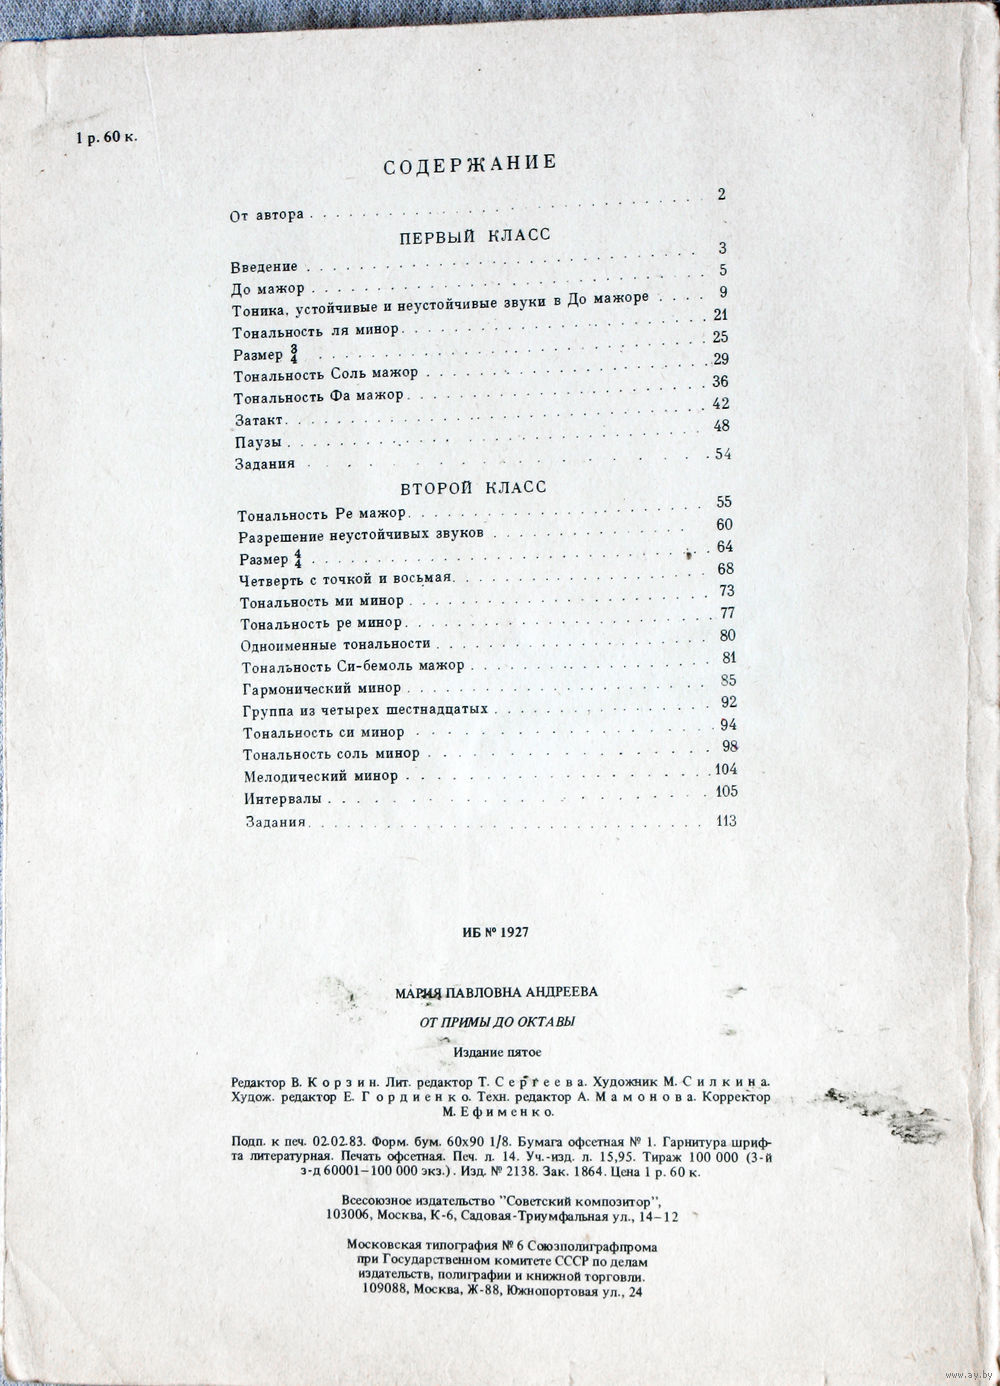 1 р. 60 к.
СОДЕРЖАНИЕ
От автора . . . . . . . . . . 2
ПЕРВЫЙ КЛАСС
Введение . . . . . . . . . . 3
До мажор . . . . . . . . . . 5
Тоника, устойчивые и неустойчивые звуки в До мажоре . . . . 9
Тональность ля минор . . . . . . . . . . 21
Размер 3/4 . . . . . . . . . . 25
Тональность Соль мажор . . . . . . . . . . 29
Тональность Фа мажор . . . . . . . . . . 36
Затакт . . . . . . . . . . 42
Паузы . . . . . . . . . . 48
Задания . . . . . . . . . . 54
ВТОРОЙ КЛАСС
Тональность Ре мажор . . . . . . . . . . 55
Разрешение неустойчивых звуков . . . . . . . . . . 60
Размер 4/4 . . . . . . . . . . 64
Четверть с точкой и восьмая . . . . . . . . . . 68
Тональность ми минор . . . . . . . . . . 73
Тональность ре минор . . . . . . . . . . 77
Одноименные тональности . . . . . . . . . . 80
Тональность Си-бемоль мажор . . . . . . . . . . 81
Гармонический минор . . . . . . . . . . 85
Группа из четырех шестнадцатых . . . . . . . . . . 92
Тональность си минор . . . . . . . . . . 94
Тональность соль минор . . . . . . . . . . 98
Мелодический минор . . . . . . . . . . 104
Интервалы . . . . . . . . . . 105
Задания . . . . . . . . . . 113
ИБ № 1927
МАРИЯ ПАВЛОВНА АНДРЕЕВА
ОТ ПРИМЫ ДО ОКТАВЫ
Издание пятое
Редактор В. Корзин. Лит. редактор Т. Сергеева. Художник М. Силкина.
Худож. редактор Е. Гордиенко. Техн. редактор А. Мамонова. Корректор
М. Ефименко.
Подп. к печ. 02.02.83. Форм. бум. 60х90 1/8. Бумага офсетная № 1. Гарнитура шриф-
та литературная. Печать офсетная. Печ. л. 14. Уч.-изд. л. 15,95. Тираж 100 000 (3-й
з-д 60001–100 000 экз.). Изд. № 2138. Зак. 1864. Цена 1 р. 60 к.
Всесоюзное издательство "Советский композитор",
103006, Москва, К-6, Садовая-Триумфальная ул., 14–12
Московская типография № 6 Союзполиграфпрома
при Государственном комитете СССР по делам
издательств, полиграфии и книжной торговли.
109088, Москва, Ж-88, Южнопортовая ул., 24
www.ay.by